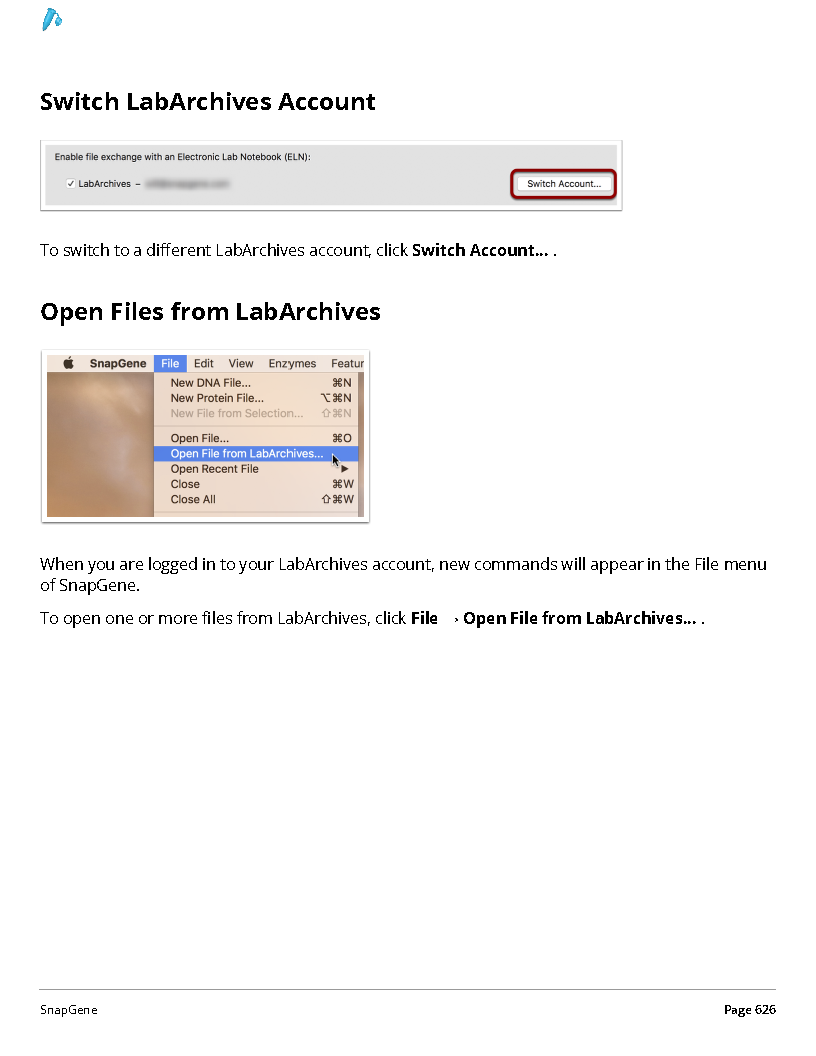 Switch LabArchives Account
Enable file exchange with an Electronic Lab Notebook (ELN):
✓ LabArchives –
Switch Account...
To switch to a different LabArchives account, click Switch Account... .
Open Files from LabArchives
SnapGene File Edit View Enzymes Featur
New DNA File... ⌘N
New Protein File... ⌥⌘N
New File from Selection... ⇧⌘N
Open File... ⌘O
Open File from LabArchives...
Open Recent File ▶
Close ⌘W
Close All ⇧⌘W
When you are logged in to your LabArchives account, new commands will appear in the File menu
of SnapGene.
To open one or more files from LabArchives, click File → Open File from LabArchives... .
SnapGene
Page 626